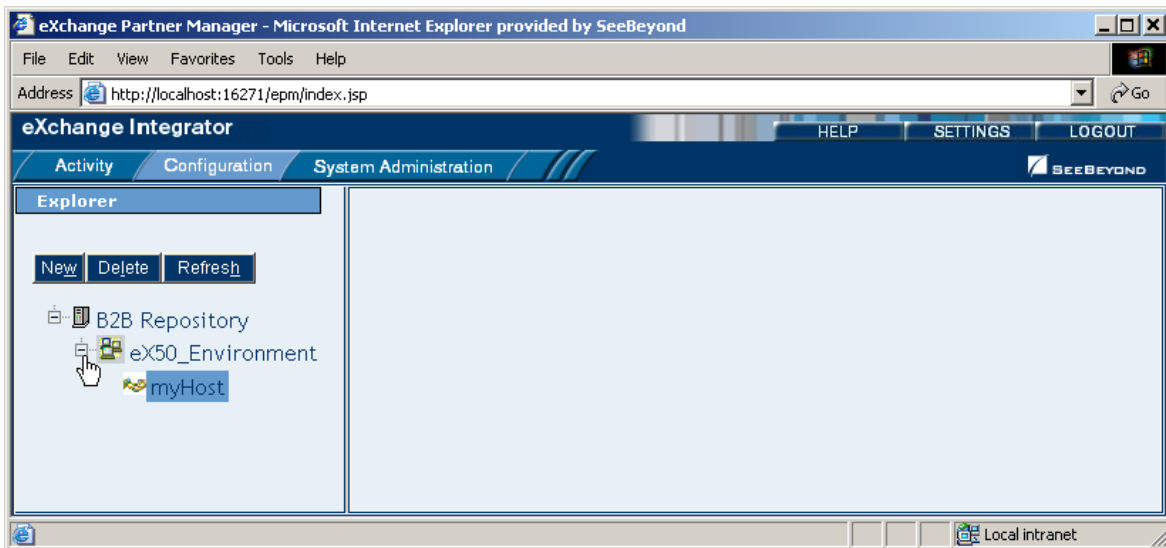 eXchange Partner Manager - Microsoft Internet Explorer provided by SeeBeyond
File Edit View Favorites Tools Help
Address http://localhost:16271/epm/index.jsp Go
eXchange Integrator HELP SETTINGS LOGOUT
Activity Configuration System Administration SEEBEYOND
Explorer
New Delete Refresh
B2B Repository
eX50_Environment
myHost
Local intranet